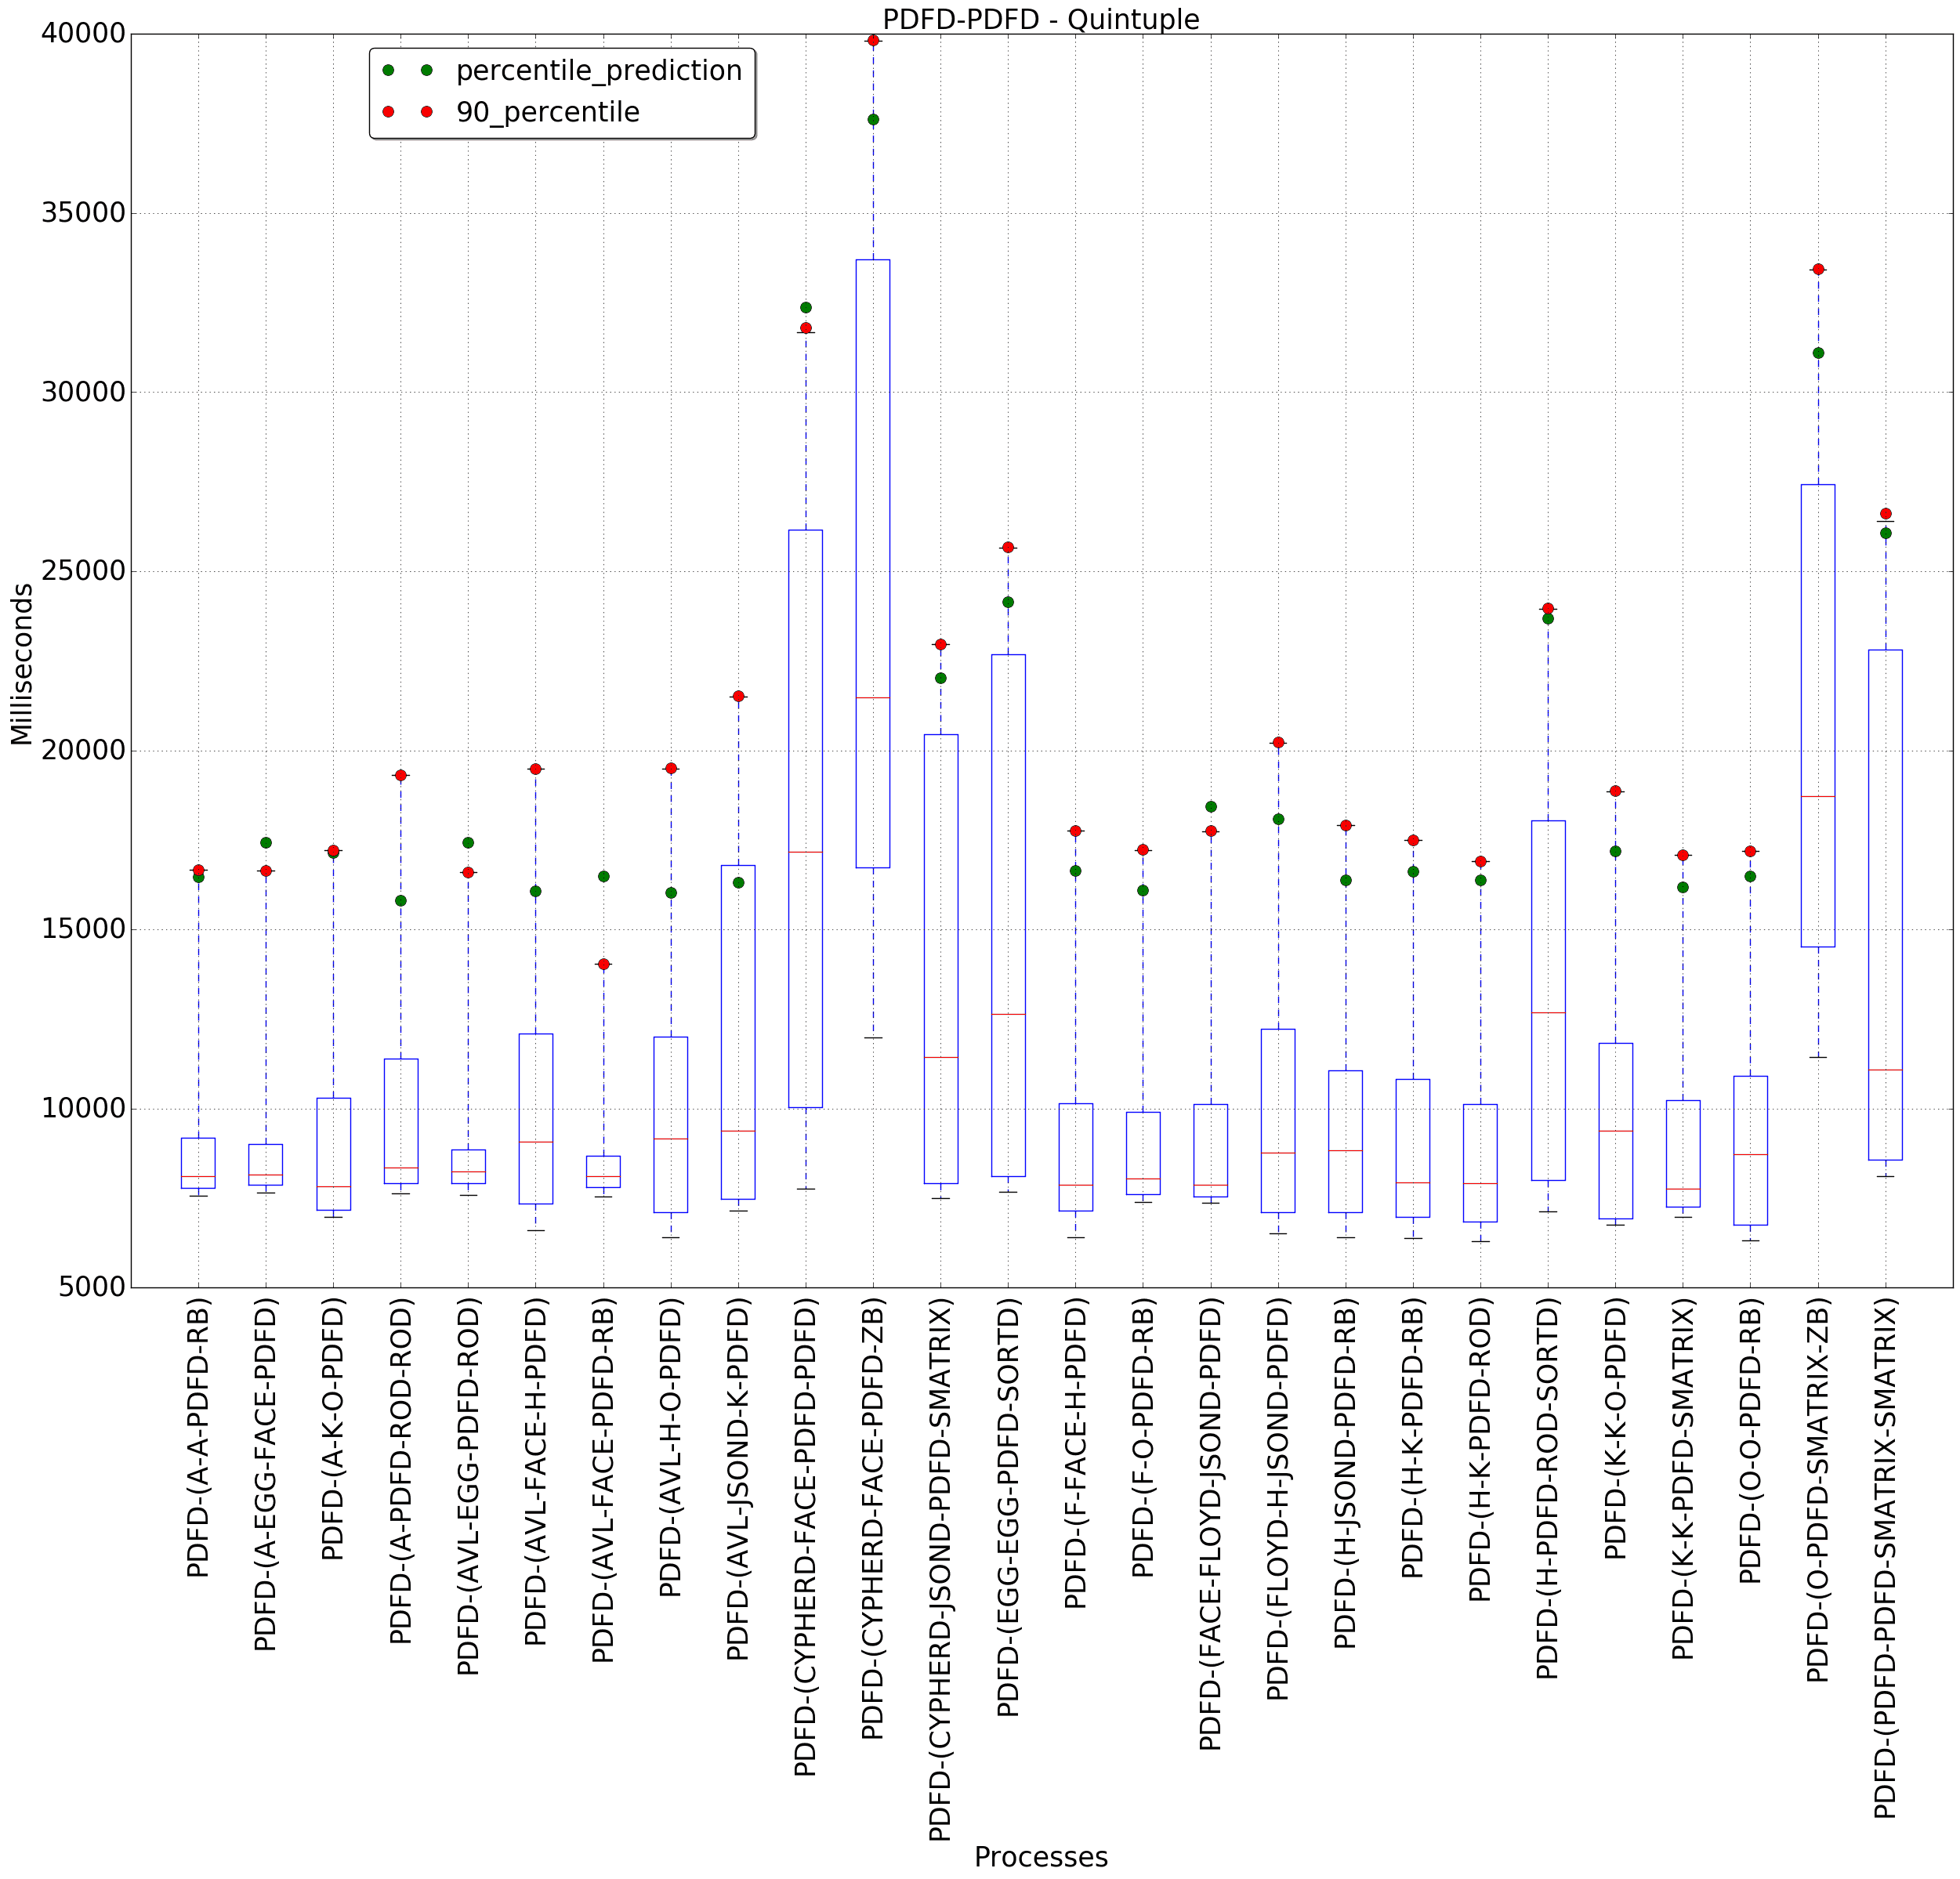 PDFD-PDFD - Quintuple
percentile_prediction
90_percentile
40000
35000
30000
25000
20000
15000
10000
5000
Milliseconds
PDFD-(A-A-PDFD-RB)
PDFD-(A-EGG-FACE-PDFD)
PDFD-(A-K-O-PDFD)
PDFD-(A-PDFD-ROD-ROD)
PDFD-(AVL-EGG-PDFD-ROD)
PDFD-(AVL-FACE-H-PDFD)
PDFD-(AVL-FACE-PDFD-RB)
PDFD-(AVL-H-O-PDFD)
PDFD-(AVL-JSOND-K-PDFD)
PDFD-(CYPHERD-FACE-PDFD-PDFD)
PDFD-(CYPHERD-FACE-PDFD-ZB)
PDFD-(CYPHERD-JSOND-PDFD-SMATRIX)
PDFD-(EGG-EGG-PDFD-SORTD)
PDFD-(F-FACE-H-PDFD)
PDFD-(F-O-PDFD-RB)
PDFD-(FACE-FLOYD-JSOND-PDFD)
PDFD-(FLOYD-H-JSOND-PDFD)
PDFD-(H-JSOND-PDFD-RB)
PDFD-(H-K-PDFD-RB)
PDFD-(H-K-PDFD-ROD)
PDFD-(H-PDFD-ROD-SORTD)
PDFD-(K-K-O-PDFD)
PDFD-(K-K-PDFD-SMATRIX)
PDFD-(O-O-PDFD-RB)
PDFD-(O-PDFD-SMATRIX-ZB)
PDFD-(PDFD-PDFD-SMATRIX-SMATRIX)
Processes